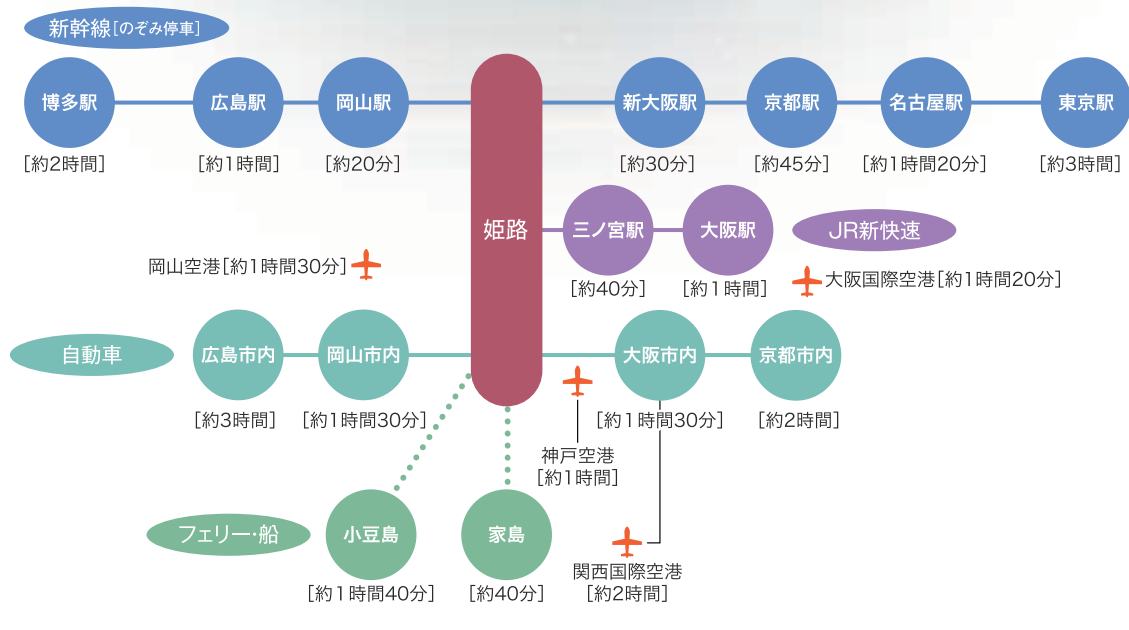 新幹線[のぞみ停車]
博多駅
[約2時間]
広島駅
[約1時間]
岡山駅
[約20分]
新大阪駅
[約30分]
京都駅
[約45分]
名古屋駅
[約1時間20分]
東京駅
[約3時間]
姫路
三ノ宮駅
[約40分]
大阪駅
[約1時間]
JR新快速
岡山空港[約1時間30分]
大阪国際空港[約1時間20分]
自動車
広島市内
[約3時間]
岡山市内
[約1時間30分]
大阪市内
[約1時間30分]
京都市内
[約2時間]
神戸空港
[約1時間]
フェリー・船
小豆島
[約1時間40分]
家島
[約40分]
関西国際空港
[約2時間]